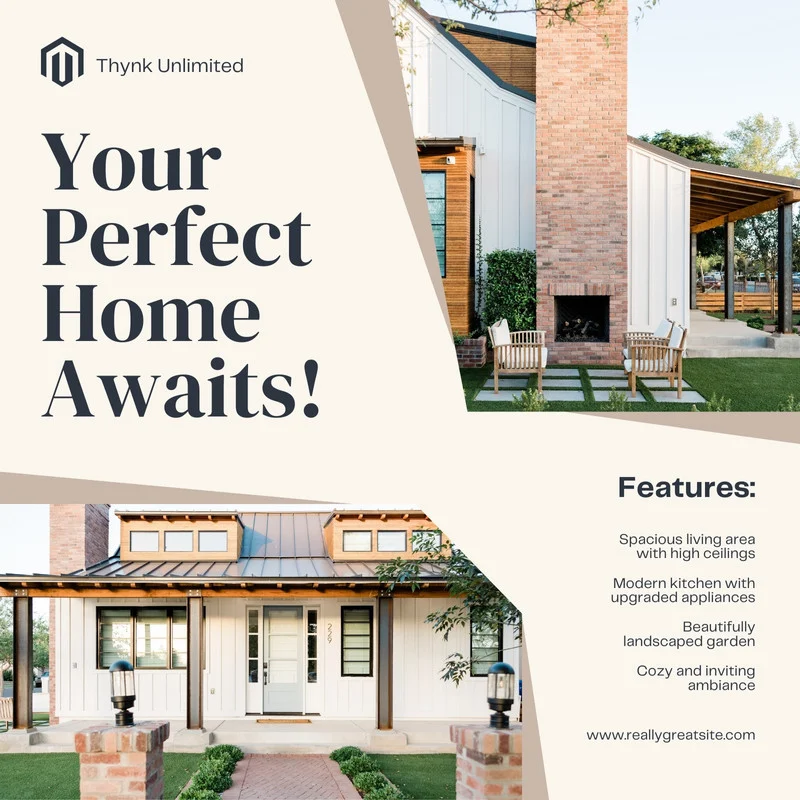 Thynk Unlimited
Your
Perfect
Home
Awaits!
Features:
Spacious living area
with high ceilings
Modern kitchen with
upgraded appliances
Beautifully
landscaped garden
Cozy and inviting
ambiance
www.reallygreatsite.com